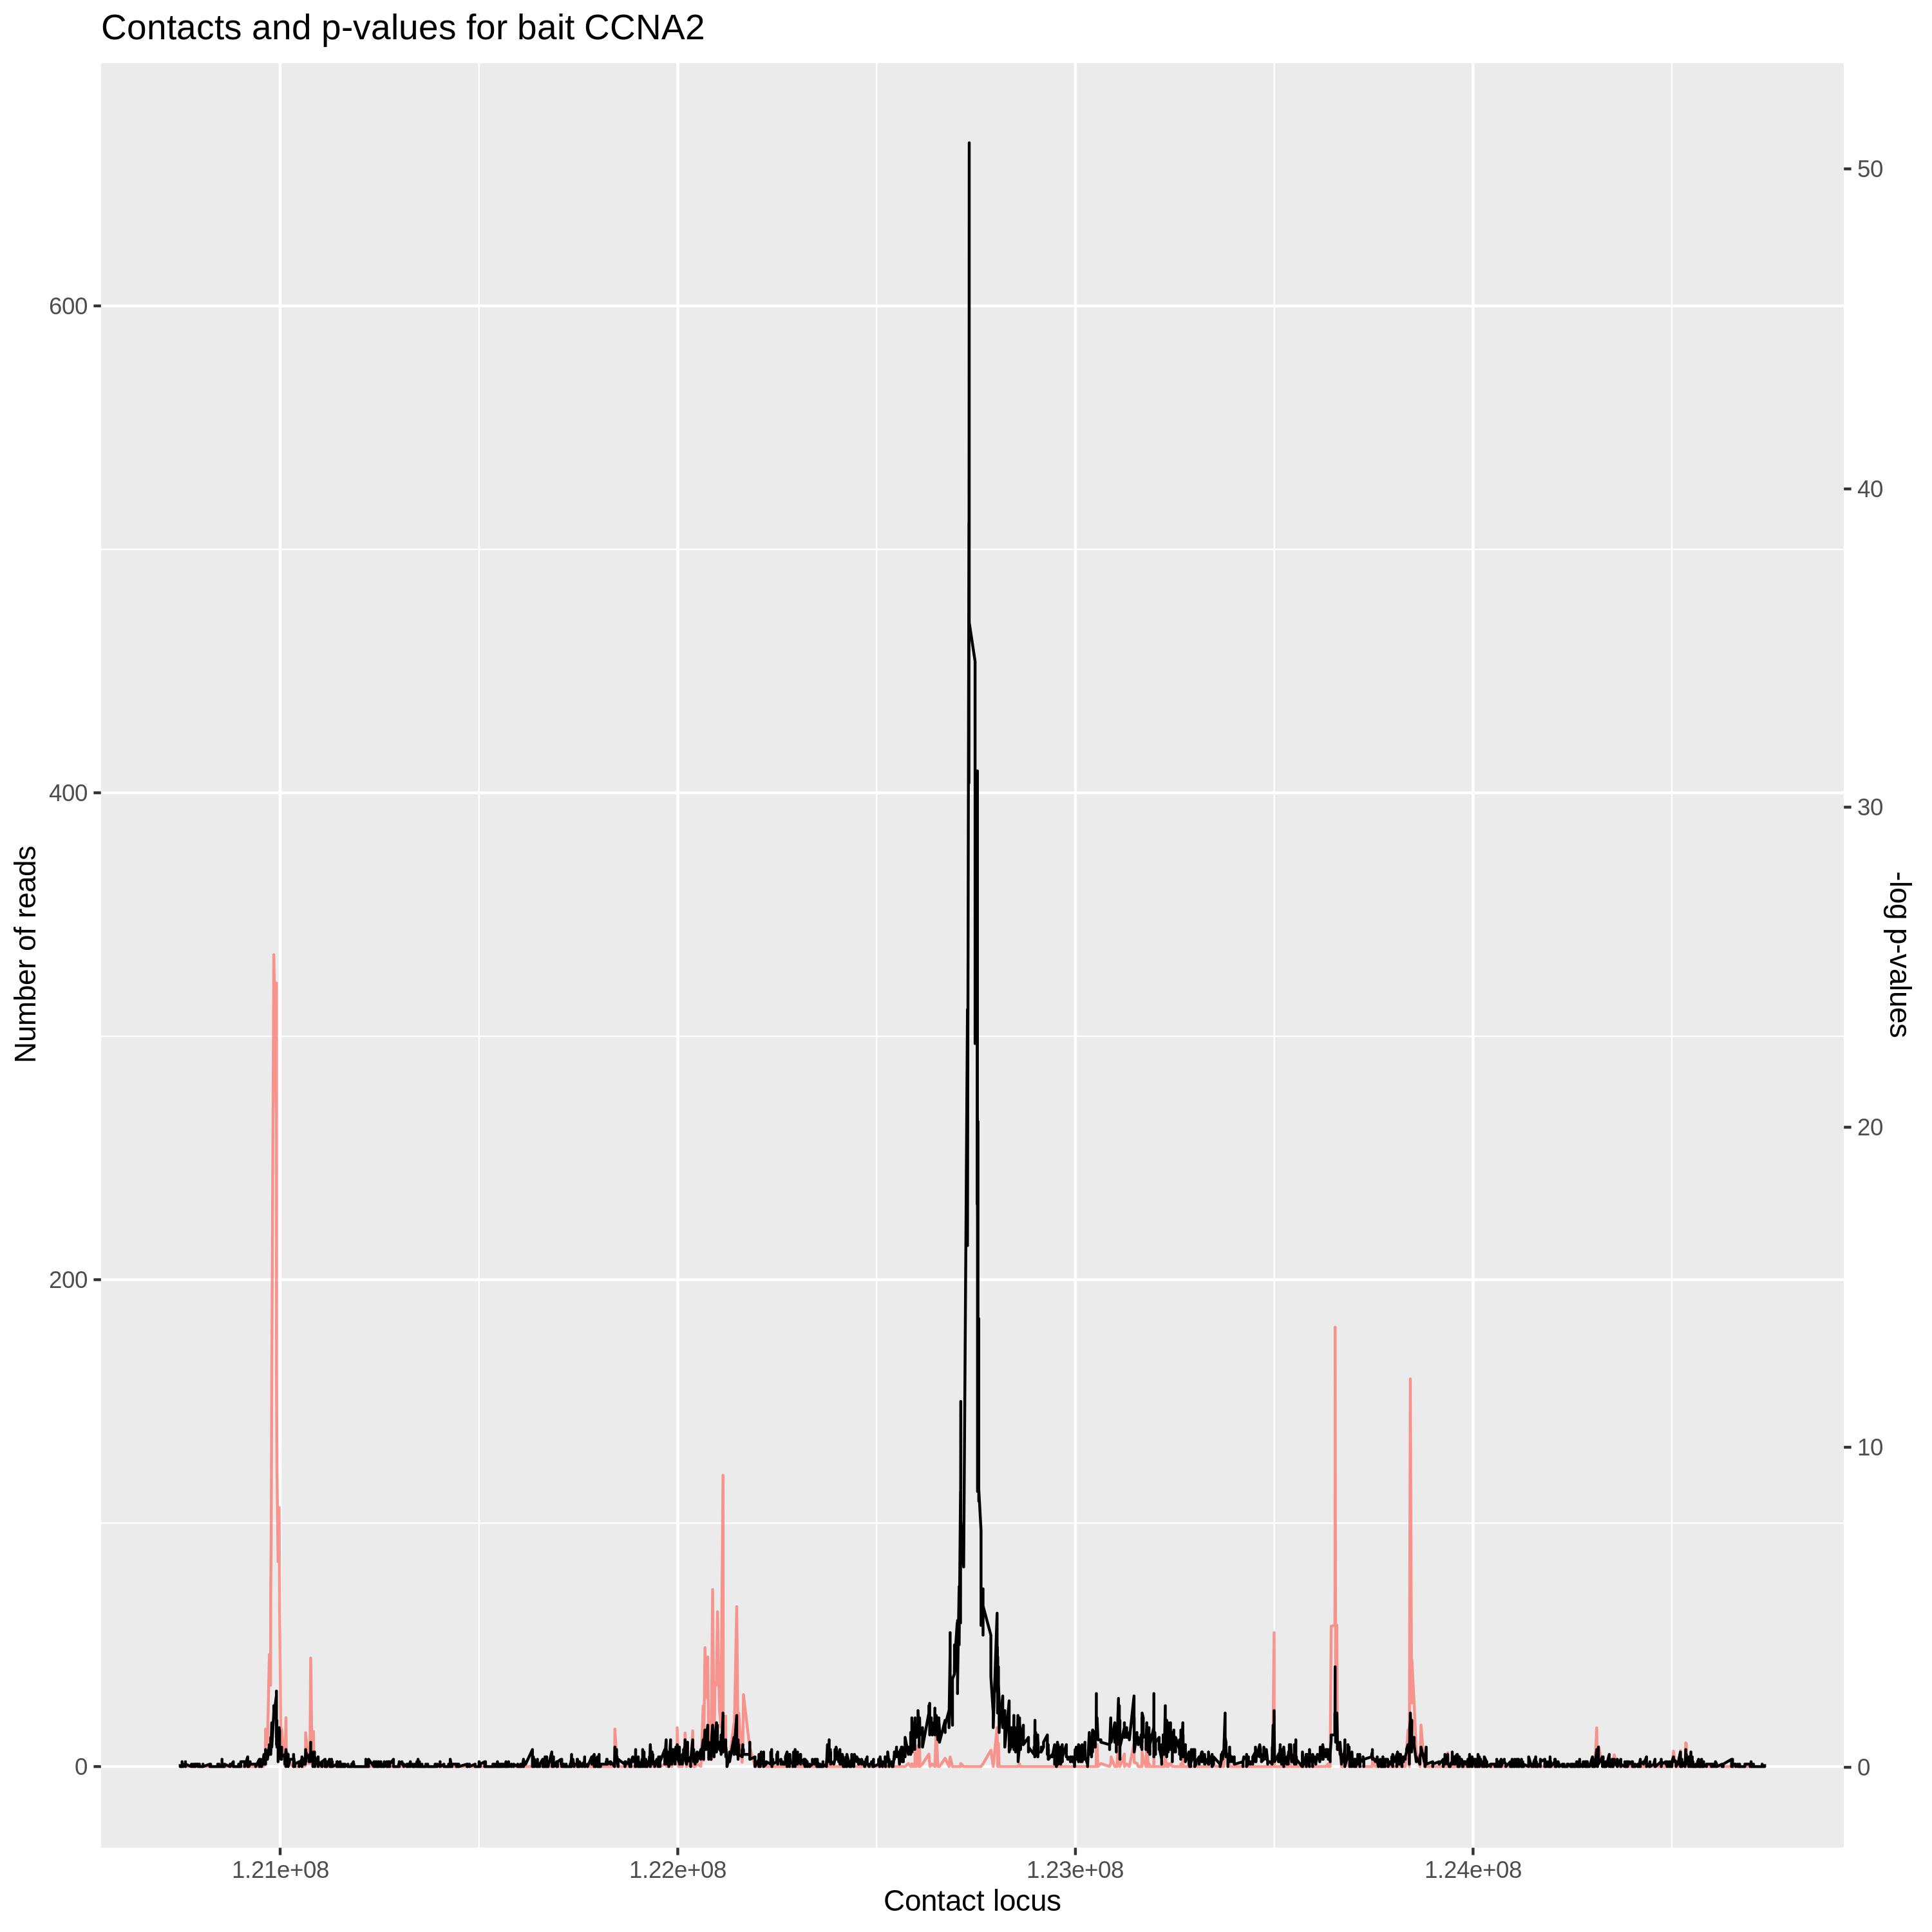 Contacts and p-values for bait CCNA2
Number of reads
600
400
200
0
50
40
30
20
10
0
-log p-values
1.21e+08 1.22e+08 1.23e+08 1.24e+08
Contact locus